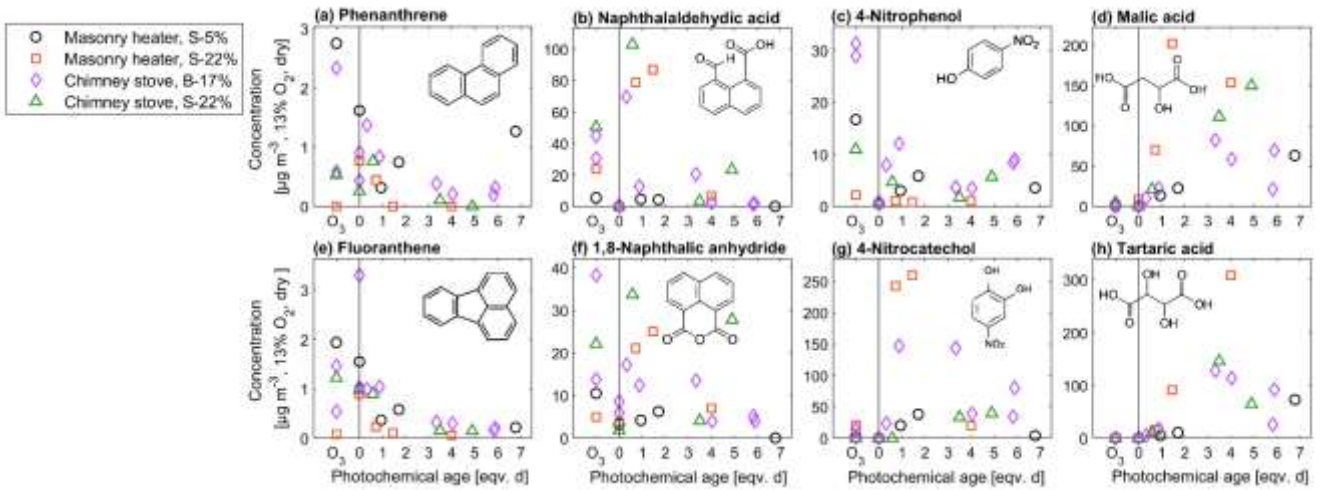 Masonry heater, S-5%
Masonry heater, S-22%
Chimney stove, B-17%
Chimney stove, S-22%
(a) Phenanthrene
Concentration
[µg m⁻³, 13% O₂, dry]
3
2
1
0
O₃ 0 1 2 3 4 5 6 7
(b) Naphthalaldehydic acid
100
80
60
40
20
0
O H O OH
O₃ 0 1 2 3 4 5 6 7
(c) 4-Nitrophenol
30
20
10
0
NO₂
HO
O₃ 0 1 2 3 4 5 6 7
(d) Malic acid
200
150
100
50
0
HO O OH O OH
O₃ 0 1 2 3 4 5 6 7
(e) Fluoranthene
Concentration
[µg m⁻³, 13% O₂, dry ]
3
2
1
0
O₃ 0 1 2 3 4 5 6 7
Photochemical age [eqv. d]
(f) 1,8-Naphthalic anhydride
40
30
20
10
0
O O O
O₃ 0 1 2 3 4 5 6 7
Photochemical age [eqv. d]
(g) 4-Nitrocatechol
250
200
150
100
50
0
OH
OH
NO₂
O₃ 0 1 2 3 4 5 6 7
Photochemical age [eqv. d]
(h) Tartaric acid
300
200
100
0
OH O
HO OH
O OH
O₃ 0 1 2 3 4 5 6 7
Photochemical age [eqv. d]